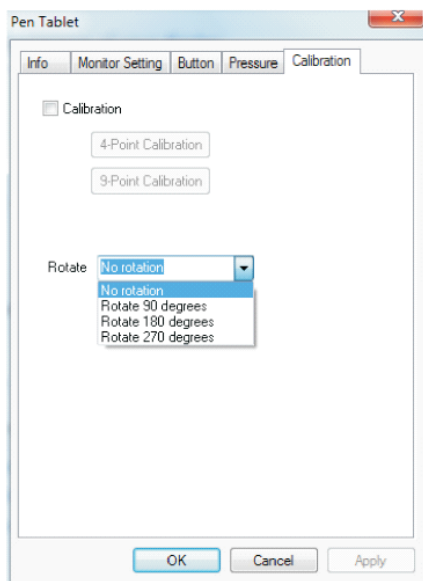 Pen Tablet
Info Monitor Setting Button Pressure Calibration
Calibration
4-Point Calibration
9-Point Calibration
Rotate No rotation
No rotation
Rotate 90 degrees
Rotate 180 degrees
Rotate 270 degrees
OK Cancel Apply